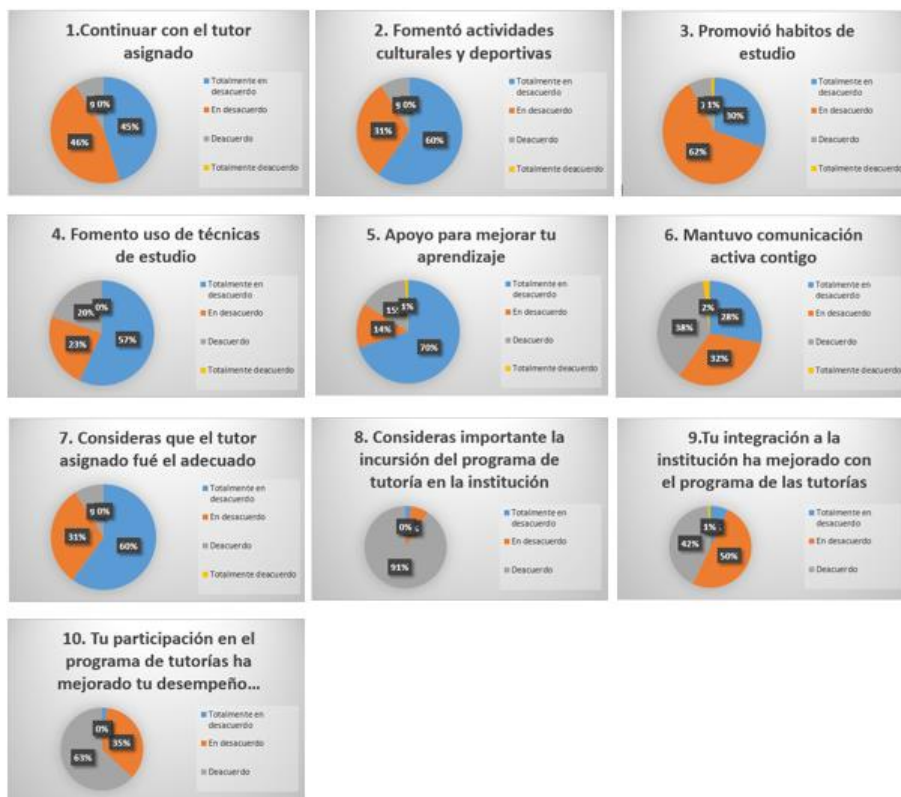 1.Continuar con el tutor
asignado
9%
0%
45%
46%
Totalmente en
desacuerdo
En desacuerdo
Deacuerdo
Totalmente deacuerdo
2. Fomentó actividades
culturales y deportivas
0%
31%
60%
Totalmente en
desacuerdo
En desacuerdo
Deacuerdo
Totalmente deacuerdo
3. Promovió habitos de
estudio
1%
30%
62%
Totalmente en
desacuerdo
En desacuerdo
Deacuerdo
Totalmente deacuerdo
4. Fomento uso de técnicas
de estudio
20%
0%
23%
57%
Totalmente en
desacuerdo
En desacuerdo
Deacuerdo
Totalmente deacuerdo
5. Apoyo para mejorar tu
aprendizaje
15%
1%
14%
70%
Totalmente en
desacuerdo
En desacuerdo
Deacuerdo
Totalmente deacuerdo
6. Mantuvo comunicación
activa contigo
2%
28%
38%
32%
Totalmente en
desacuerdo
En desacuerdo
Deacuerdo
Totalmente deacuerdo
7. Consideras que el tutor
asignado fué el adecuado
0%
31%
60%
Totalmente en
desacuerdo
En desacuerdo
Deacuerdo
Totalmente deacuerdo
8. Consideras importante la
incursión del programa de
tutoría en la institución
0%
91%
Totalmente en
desacuerdo
En desacuerdo
Deacuerdo
9.Tu integración a la
institución ha mejorado con
el programa de las tutorías
1%
42%
50%
Totalmente en
desacuerdo
En desacuerdo
Deacuerdo
10. Tu participación en el
programa de tutorías ha
mejorado tu desempeño...
0%
35%
63%
Totalmente en
desacuerdo
En desacuerdo
Deacuerdo